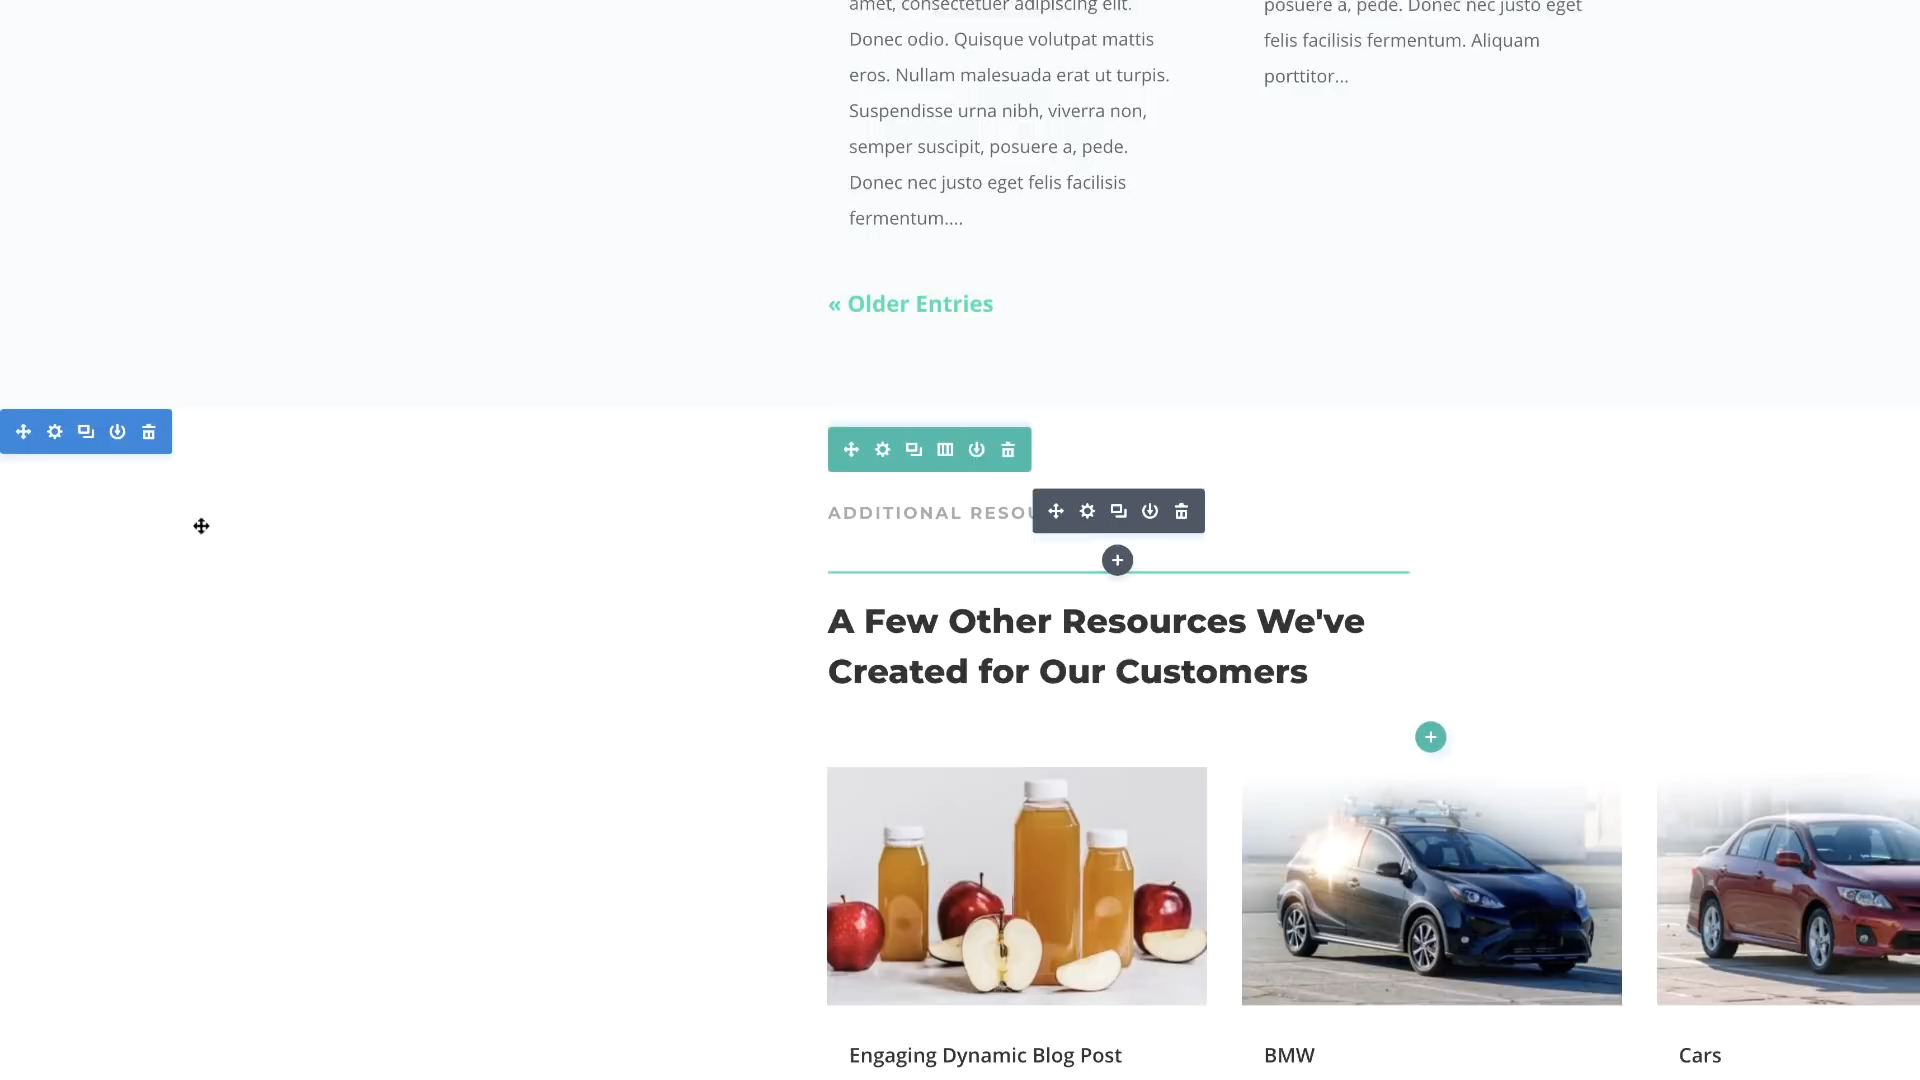 amet, consectetuer adipiscing elit.
Donec odio. Quisque volutpat mattis
eros. Nullam malesuada erat ut turpis.
Suspendisse urna nibh, viverra non,
semper suscipit, posuere a, pede.
Donec nec justo eget felis facilisis
fermentum....
posuere a, pede. Donec nec justo eget
felis facilisis fermentum. Aliquam
porttitor...
« Older Entries
ADDITIONAL
A Few Other Resources We've
Created for Our Customers
Engaging Dynamic Blog Post
BMW
Cars